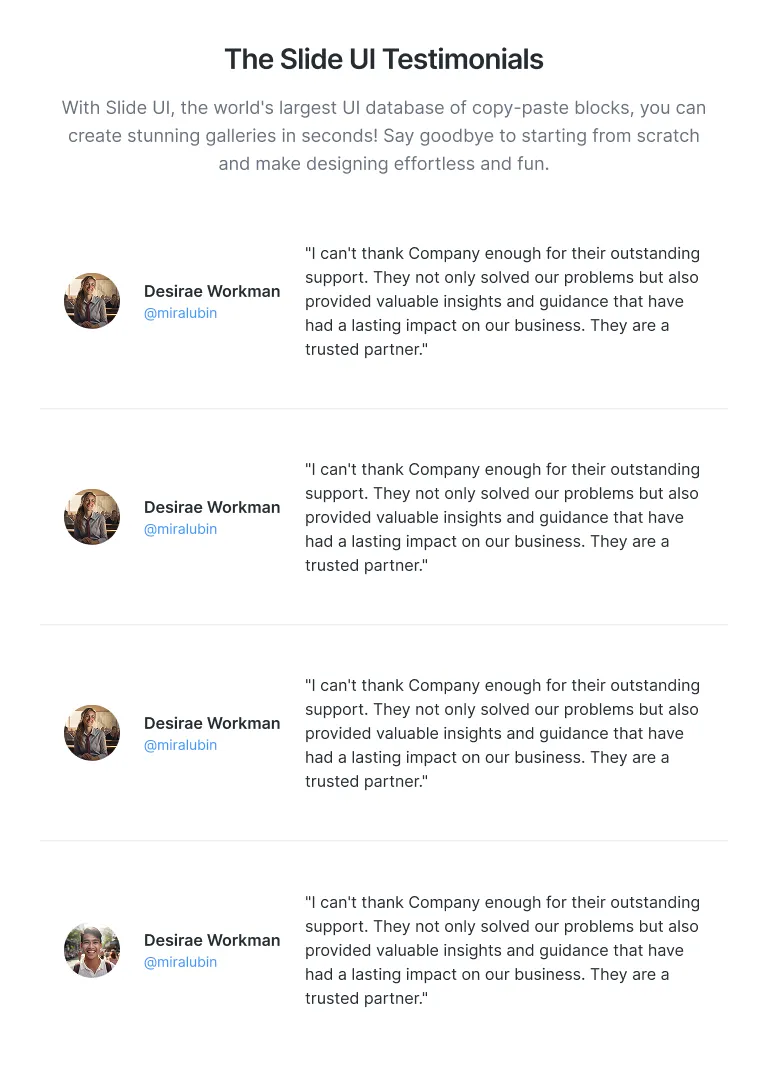 The Slide UI Testimonials
With Slide UI, the world's largest UI database of copy-paste blocks, you can
create stunning galleries in seconds! Say goodbye to starting from scratch
and make designing effortless and fun.
Desirae Workman
@miralubin
"I can't thank Company enough for their outstanding
support. They not only solved our problems but also
provided valuable insights and guidance that have
had a lasting impact on our business. They are a
trusted partner."
Desirae Workman
@miralubin
"I can't thank Company enough for their outstanding
support. They not only solved our problems but also
provided valuable insights and guidance that have
had a lasting impact on our business. They are a
trusted partner."
Desirae Workman
@miralubin
"I can't thank Company enough for their outstanding
support. They not only solved our problems but also
provided valuable insights and guidance that have
had a lasting impact on our business. They are a
trusted partner."
Desirae Workman
@miralubin
"I can't thank Company enough for their outstanding
support. They not only solved our problems but also
provided valuable insights and guidance that have
had a lasting impact on our business. They are a
trusted partner."